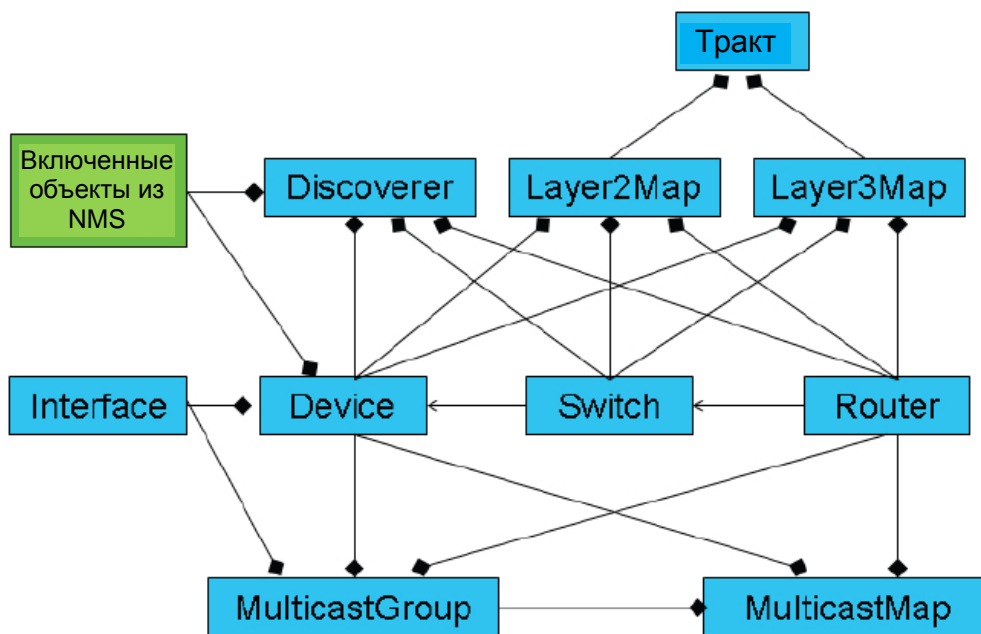 Тракт
Включенные
объекты из
NMS
Discoverer
Layer2Map
Layer3Map
Interface
Device
Switch
Router
MulticastGroup
MulticastMap